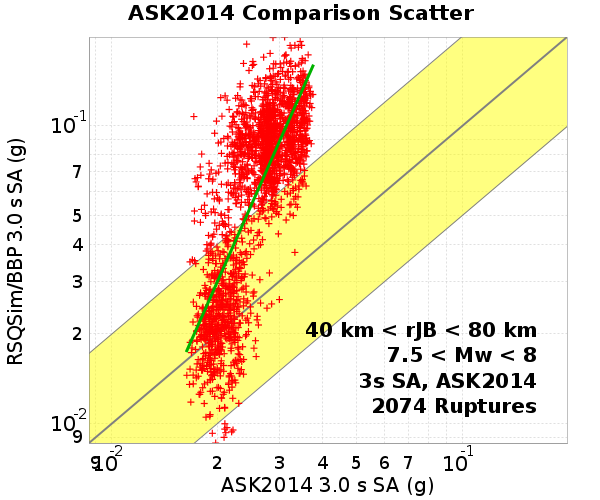 ASK2014 Comparison Scatter
RSQSim/BBP 3.0 s SA (g)
10-1
7
5
4
3
2
10-2
9
40 km < rJB < 80 km
7.5 < Mw < 8
3s SA, ASK2014
2074 Ruptures
9 10-2 2 3 4 5 6 7 10-1
ASK2014 3.0 s SA (g)